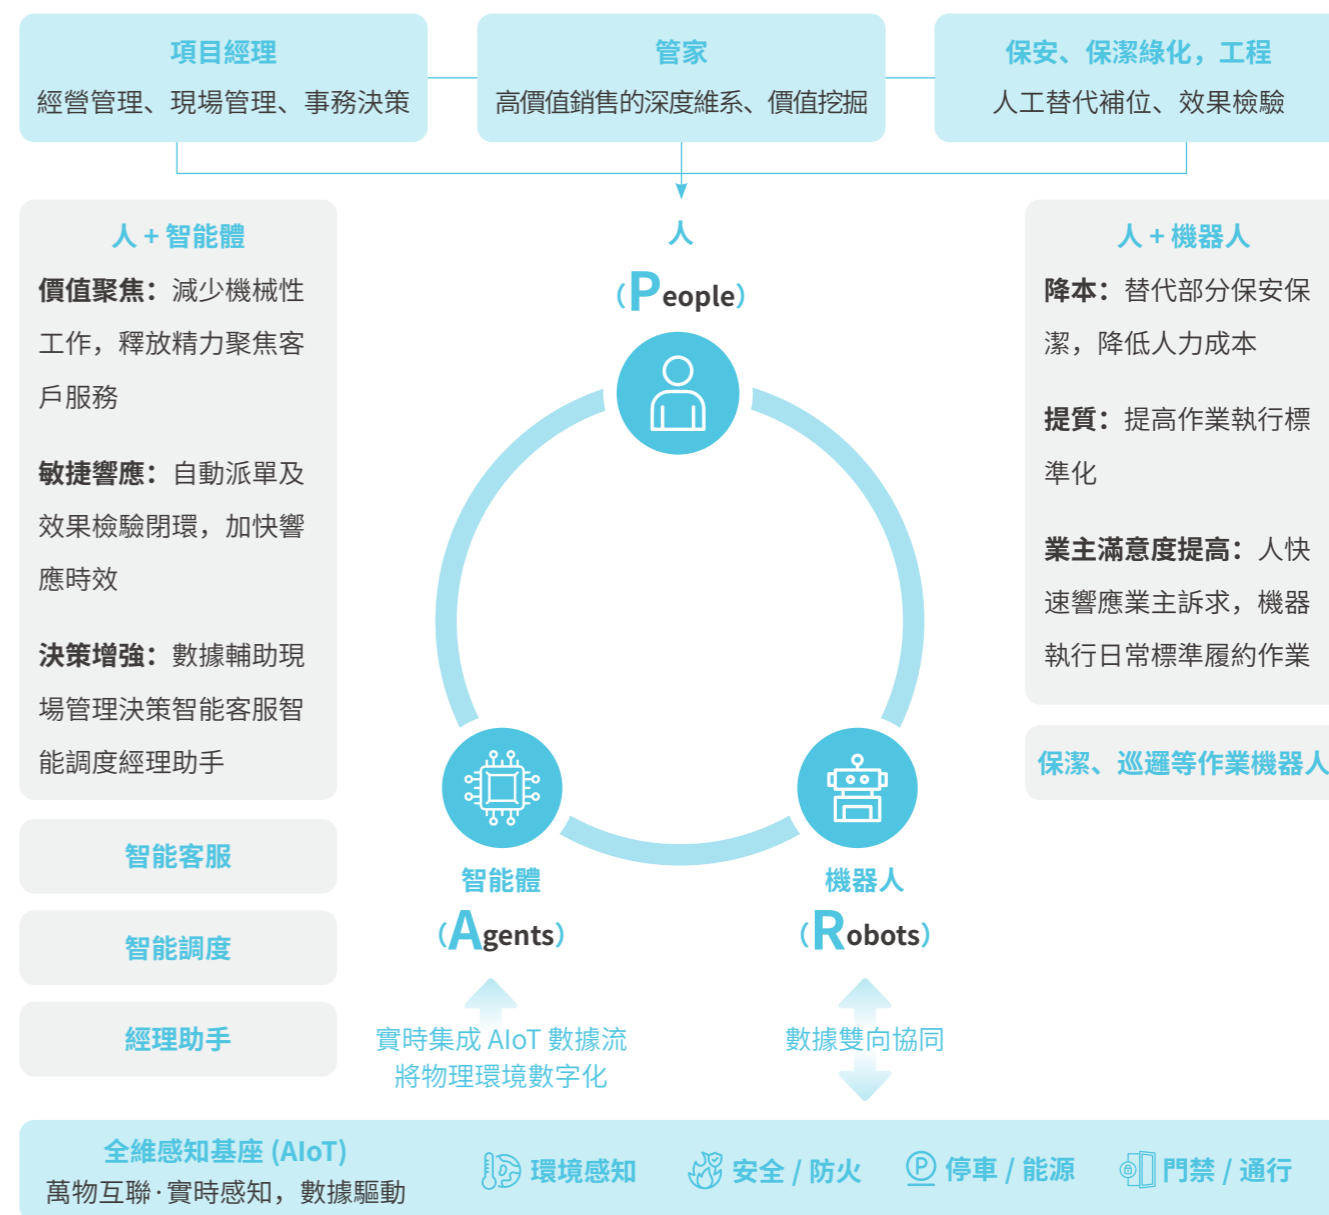 項目經理
經營管理、現場管理、事務決策
管家
高價值銷售的深度維系、價值挖掘
保安、保潔綠化，工程
人工替代補位、效果檢驗
人 + 智能體
價值聚焦：減少機械性
工作，釋放精力聚焦客
戶服務
敏捷響應：自動派單及
效果檢驗閉環，加快響
應時效
決策增強：數據輔助現
場管理決策智能客服智
能調度經理助手
智能客服
智能調度
經理助手
人
（People）
智能體
（Agents）
機器人
（Robots）
實時集成 AIoT 數據流
將物理環境數字化
數據雙向協同
人 + 機器人
降本：替代部分保安保
潔，降低人力成本
提質：提高作業執行標
準化
業主滿意度提高：人快
速響應業主訴求，機器
執行日常標準履約作業
保潔、巡邏等作業機器人
全維感知基座 (AIoT)
萬物互聯·實時感知，數據驅動
環境感知
安全 / 防火
P
停車 / 能源
門禁 / 通行